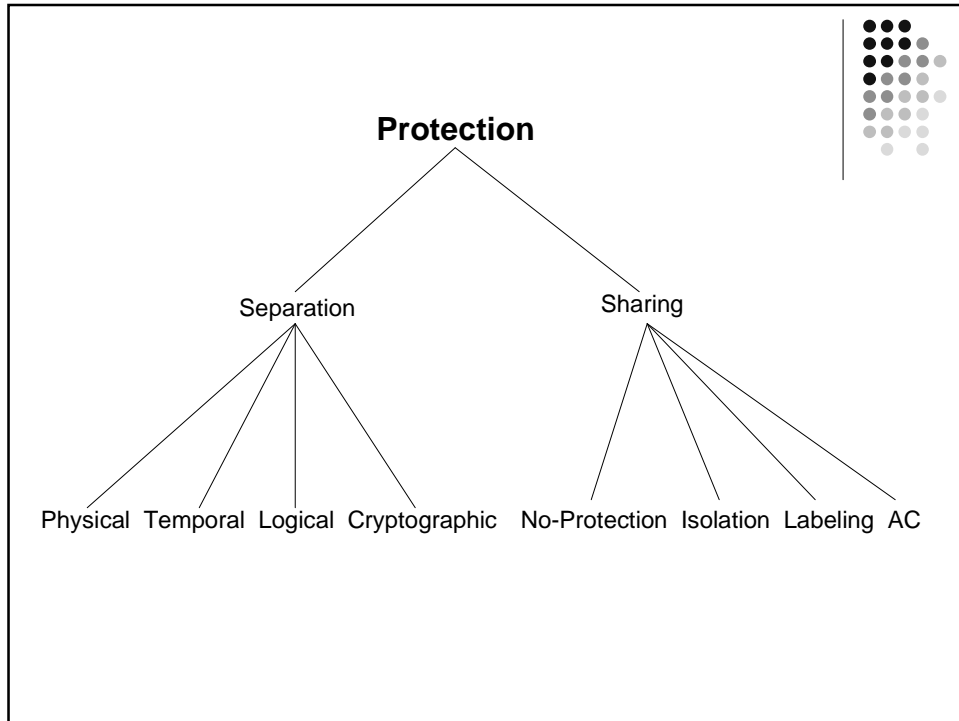 Protection
Separation Sharing
Physical Temporal Logical Cryptographic No-Protection Isolation Labeling AC